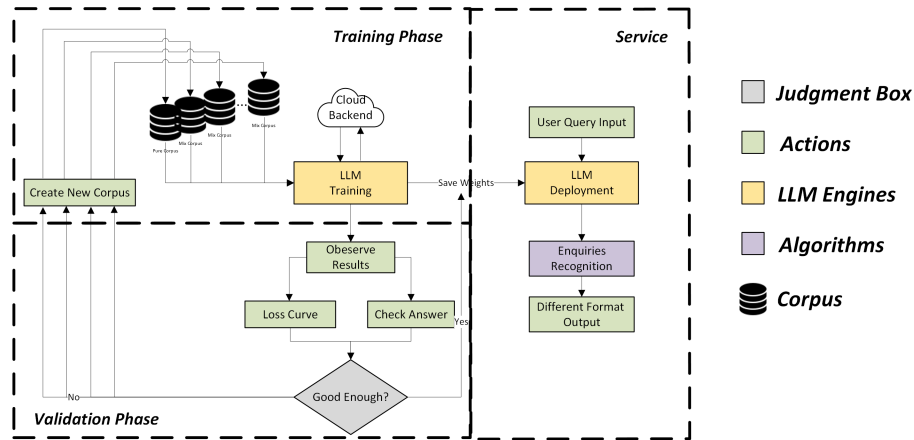 Training Phase
Service
Cloud
Backend
Pure Corpus
Mix Corpus
Mix Corpus
Mix Corpus
Create New Corpus
LLM
Training
Save Weights
User Query Input
LLM
Deployment
Enquiries
Recognition
Different Format
Output
Obeserve
Results
Loss Curve
Check Answer
Yes
Good Enough?
No
Validation Phase
Judgment Box
Actions
LLM Engines
Algorithms
Corpus